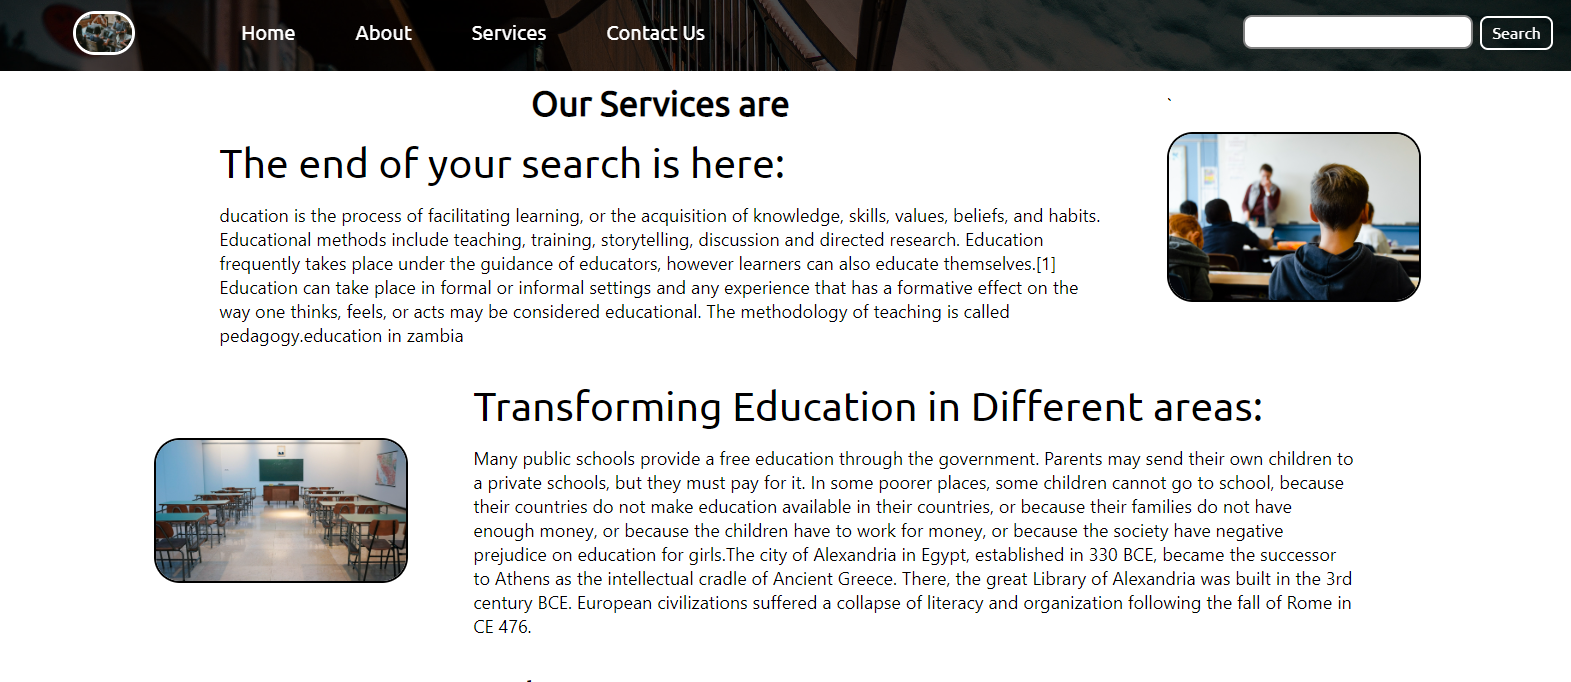 Home About Services Contact Us Search
Our Services are
`
The end of your search is here:
ducation is the process of facilitating learning, or the acquisition of knowledge, skills, values, beliefs, and habits.
Educational methods include teaching, training, storytelling, discussion and directed research. Education
frequently takes place under the guidance of educators, however learners can also educate themselves.[1]
Education can take place in formal or informal settings and any experience that has a formative effect on the
way one thinks, feels, or acts may be considered educational. The methodology of teaching is called
pedagogy.education in zambia
Transforming Education in Different areas:
Many public schools provide a free education through the government. Parents may send their own children to
a private schools, but they must pay for it. In some poorer places, some children cannot go to school, because
their countries do not make education available in their countries, or because their families do not have
enough money, or because the children have to work for money, or because the society have negative
prejudice on education for girls.The city of Alexandria in Egypt, established in 330 BCE, became the successor
to Athens as the intellectual cradle of Ancient Greece. There, the great Library of Alexandria was built in the 3rd
century BCE. European civilizations suffered a collapse of literacy and organization following the fall of Rome in
CE 476.